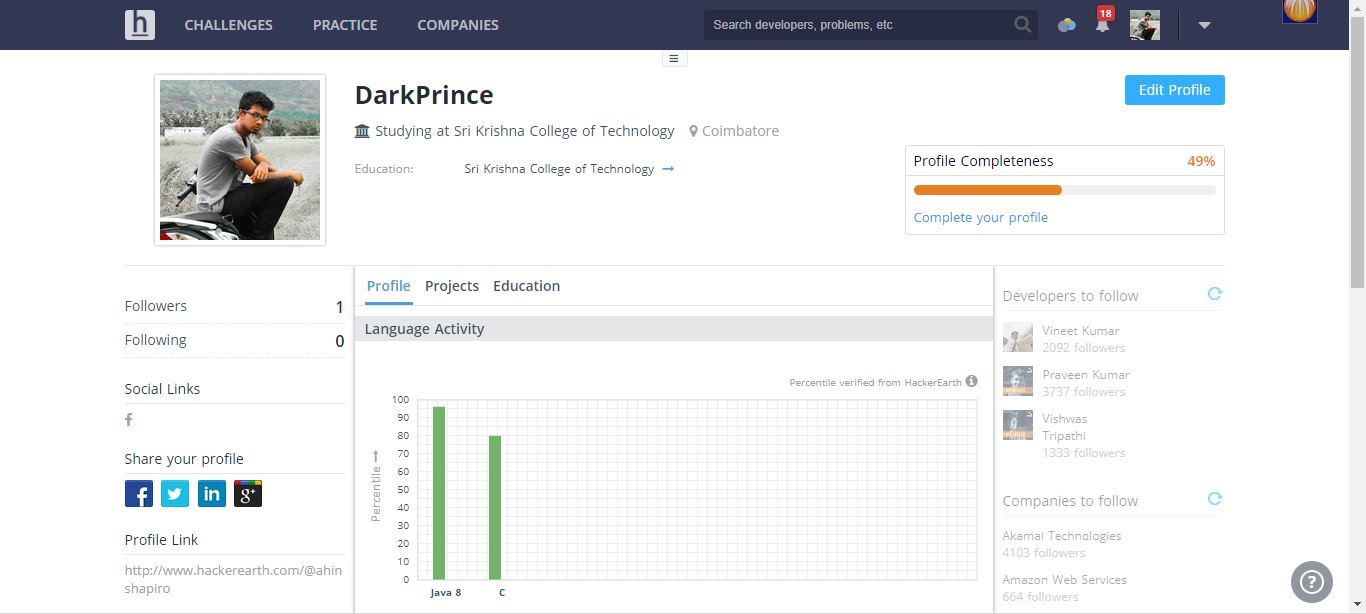 h CHALLENGES PRACTICE COMPANIES Search developers, problems, etc 18
DarkPrince
Edit Profile
Studying at Sri Krishna College of Technology Coimbatore
Education: Sri Krishna College of Technology →
Profile Completeness 49%
Complete your profile
Followers 1
Following 0
Social Links
f
Share your profile
f in g+
Profile Link
http://www.hackerearth.com/@ahin
shapiro
Profile Projects Education
Language Activity
Percentile verified from HackerEarth i
Percentile →
100
90
80
70
60
50
40
30
20
10
0
Java 8 C
Developers to follow
Vineet Kumar
2092 followers
Praveen Kumar
3737 followers
Vishwas
Tripathi
1333 followers
Companies to follow
Akamai Technologies
4103 followers
Amazon Web Services
664 followers
?